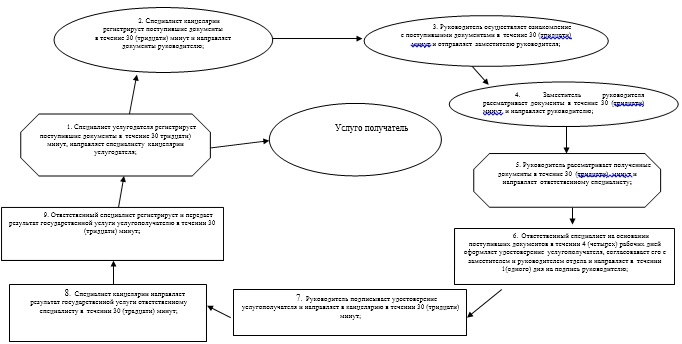 2. Специалист канцелярии
регистрирует поступившие документы
в течение 30 (тридцати) минут и направляет
документы руководителю;
3. Руководитель осуществляет ознакомление
с поступившими документами в течение 30 (тридцати)
минут и отправляет заместителю руководителя;
4. Заместитель руководителя
рассматривает документы в течение 30 (тридцати)
минут и направляет руководителю;
1. Специалист услугодателя регистрирует
поступившие документы в течение 30 тридцати)
минут, направляет специалисту канцелярии
услугодателя;
Услуго получатель
5. Руководитель рассматривает полученные
документы в течение 30 (тридцати) минут и
направляет ответственному специалисту;
9. Ответственный специалист регистрирует и передает
результат государственной услуги услугополучателю в течении 30
(тридцати) минут;
6. Ответственный специалист на основании
поступивших документов в течении 4 (четырех) рабочих дней
оформляет удостоверение услугополучателя, согласовывает его с
заместителем и руководителем отдела и направляет в течении
1(одного) дня на подпись руководителю;
8. Специалист канцелярии направляет
результат государственной услуги ответственному
специалисту в течении 30 (тридцати) минут;
7. Руководитель подписывает удостоверение
услугополучателя и направляет в канцелярию в течении 30 (тридцати)
минут;